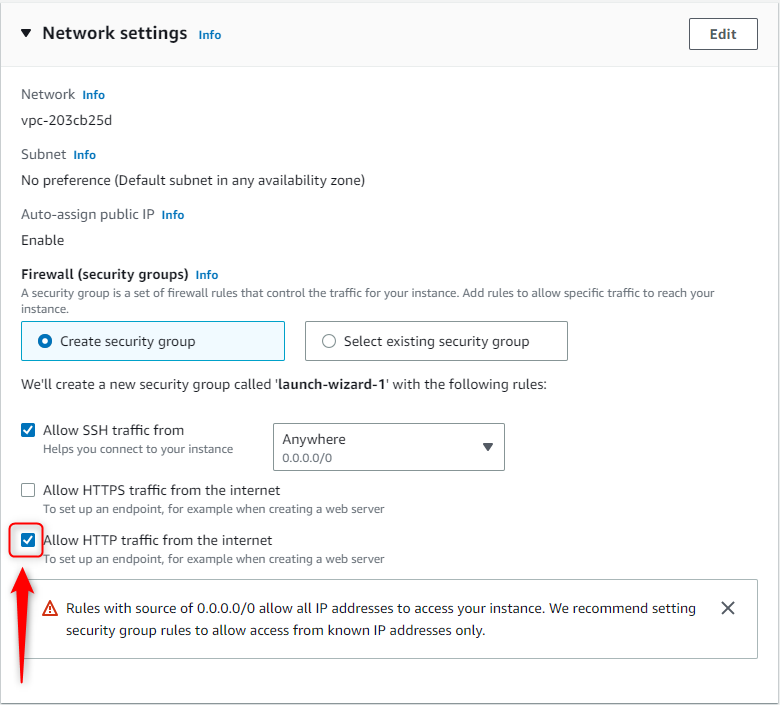 Network settings Info
Edit
Network Info
vpc-203cb25d
Subnet Info
No preference (Default subnet in any availability zone)
Auto-assign public IP Info
Enable
Firewall (security groups) Info
A security group is a set of firewall rules that control the traffic for your instance. Add rules to allow specific traffic to reach your
instance.
Create security group
Select existing security group
We'll create a new security group called 'launch-wizard-1' with the following rules:
Allow SSH traffic from
Helps you connect to your instance
Anywhere
0.0.0.0/0
Allow HTTPS traffic from the internet
To set up an endpoint, for example when creating a web server
Allow HTTP traffic from the internet
To set up an endpoint, for example when creating a web server
Rules with source of 0.0.0.0/0 allow all IP addresses to access your instance. We recommend setting
security group rules to allow access from known IP addresses only.